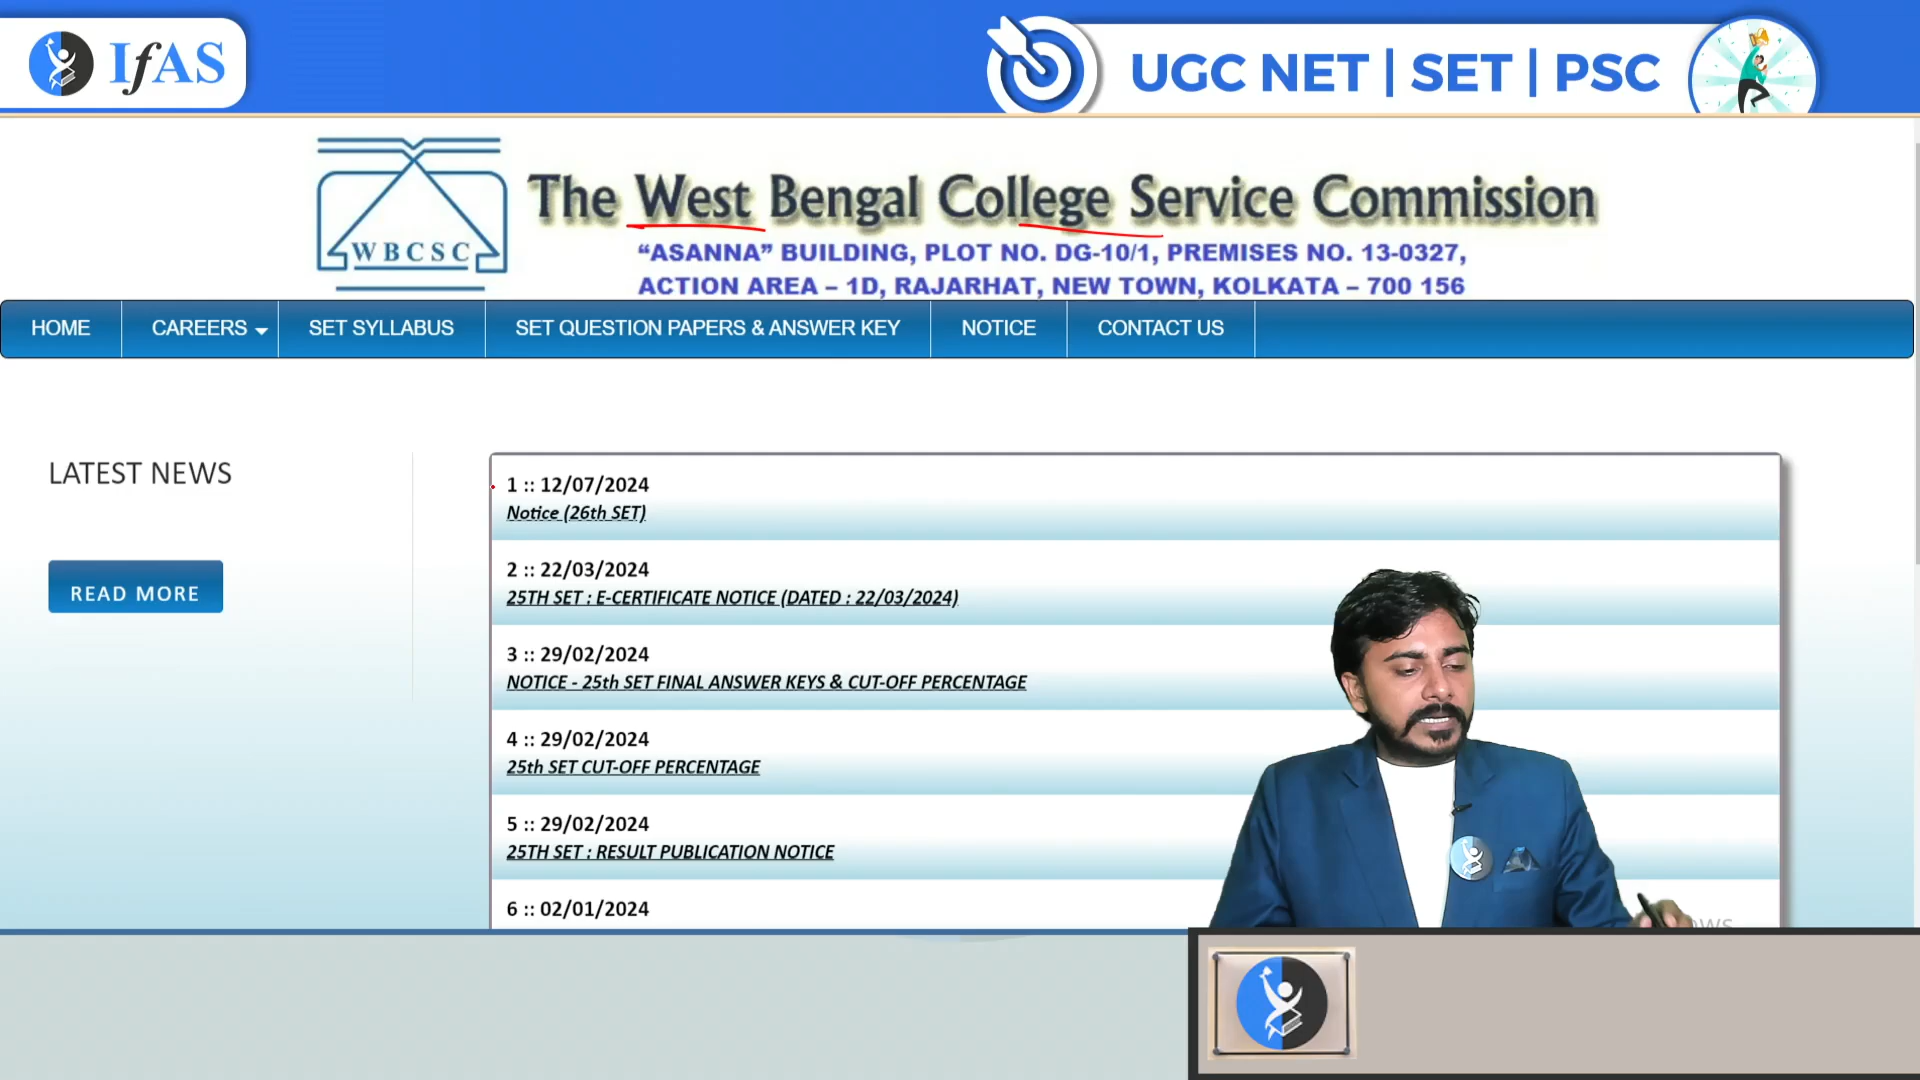 IfAS
UGC NET | SET | PSC
WBCSC
The West Bengal College Service Commission
“ASANNA” BUILDING, PLOT NO. DG-10/1, PREMISES NO. 13-0327,
ACTION AREA – 1D, RAJARHAT, NEW TOWN, KOLKATA – 700 156
HOME CAREERS SET SYLLABUS SET QUESTION PAPERS & ANSWER KEY NOTICE CONTACT US
LATEST NEWS
READ MORE
1 :: 12/07/2024
Notice (26th SET)
2 :: 22/03/2024
25TH SET : E-CERTIFICATE NOTICE (DATED : 22/03/2024)
3 :: 29/02/2024
NOTICE - 25th SET FINAL ANSWER KEYS & CUT-OFF PERCENTAGE
4 :: 29/02/2024
25th SET CUT-OFF PERCENTAGE
5 :: 29/02/2024
25TH SET : RESULT PUBLICATION NOTICE
6 :: 02/01/2024